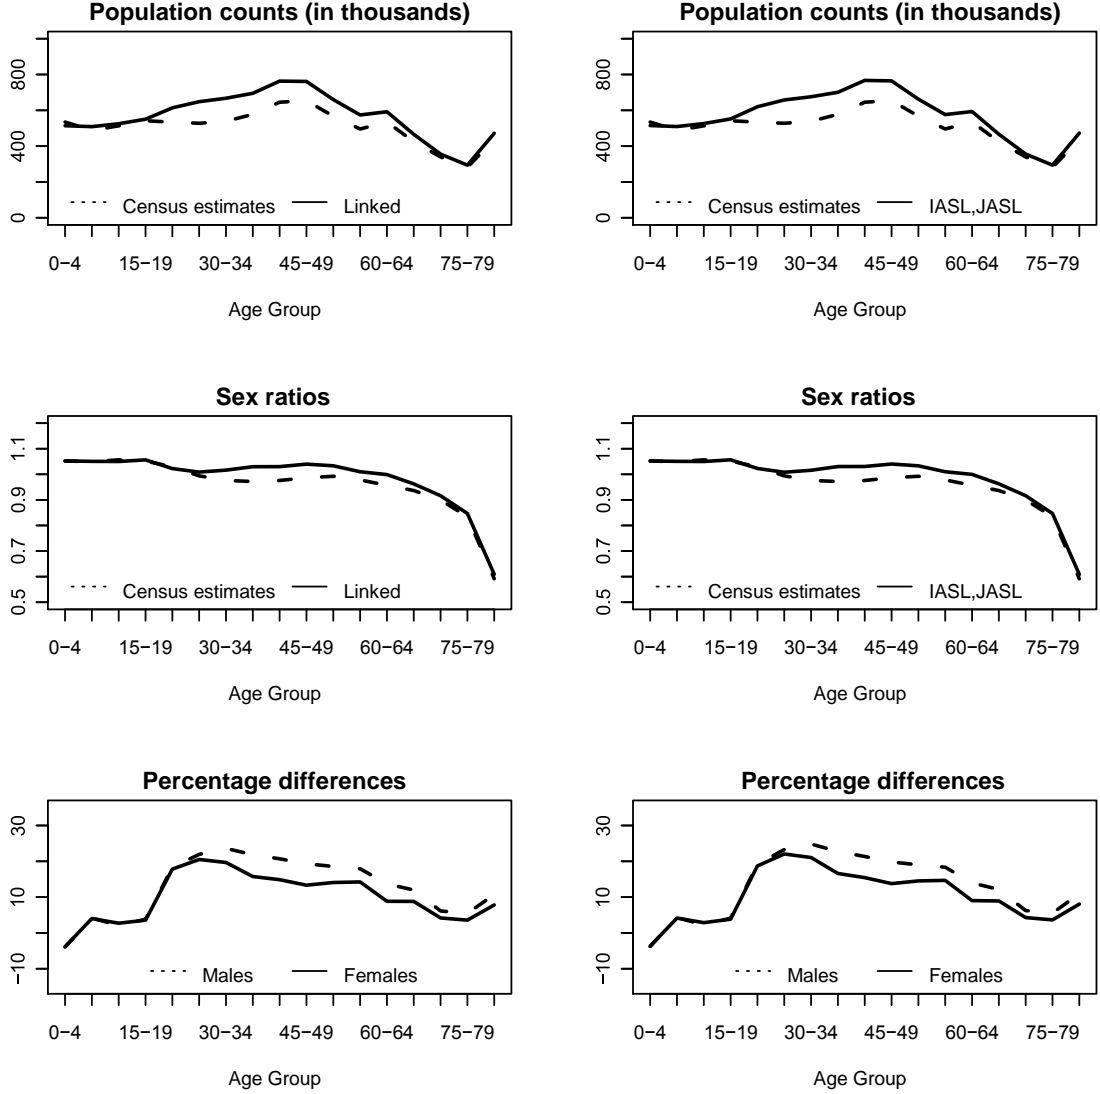 Population counts (in thousands)
800
400
0
Census estimates
Linked
0−4
15−19
30−34
45−49
60−64
75−79
Age Group
Population counts (in thousands)
800
400
0
Census estimates
IASL,JASL
0−4
15−19
30−34
45−49
60−64
75−79
Age Group
Sex ratios
1.1
0.9
0.7
0.5
Census estimates
Linked
0−4
15−19
30−34
45−49
60−64
75−79
Age Group
Sex ratios
1.1
0.9
0.7
0.5
Census estimates
IASL,JASL
0−4
15−19
30−34
45−49
60−64
75−79
Age Group
Percentage differences
30
10
−10
Males
Females
0−4
15−19
30−34
45−49
60−64
75−79
Age Group
Percentage differences
30
10
−10
Males
Females
0−4
15−19
30−34
45−49
60−64
75−79
Age Group